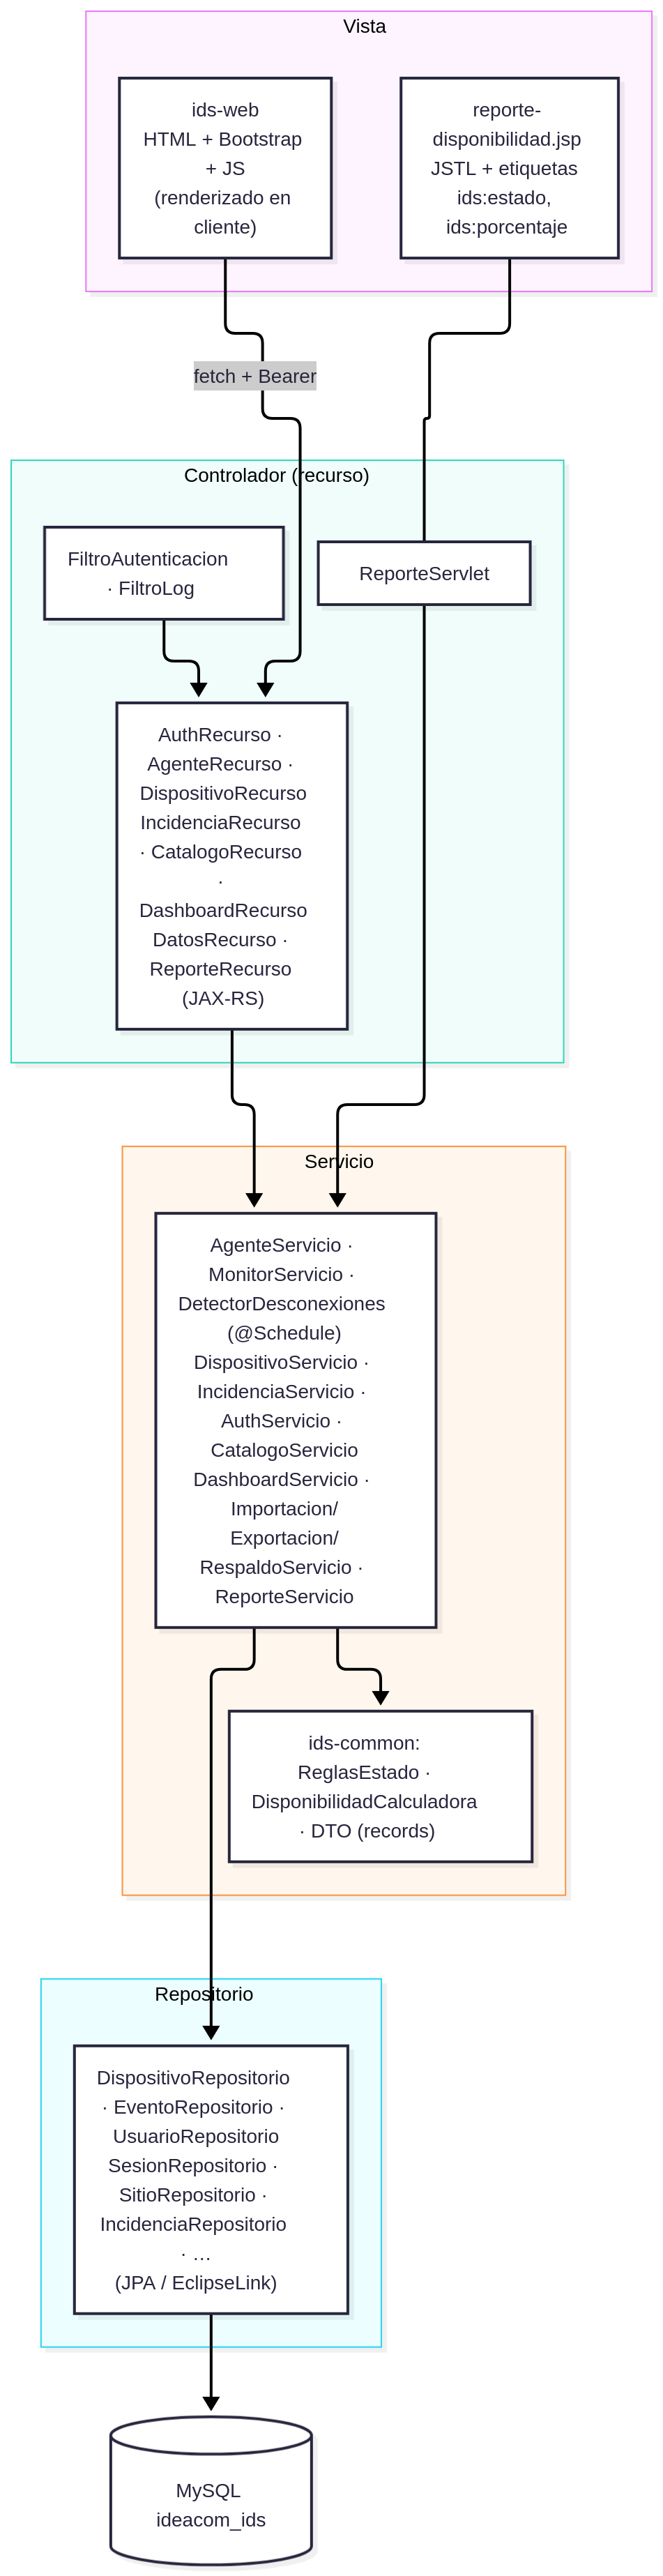 Vista
ids-web
HTML + Bootstrap
+ JS
(renderizado en
cliente)
reporte-
disponibilidad.jsp
JSTL + etiquetas
ids:estado,
ids:porcentaje
fetch + Bearer
Controlador (recurso)
FiltroAutenticacion
· FiltroLog
ReporteServlet
AuthRecurso ·
AgenteRecurso ·
DispositivoRecurso
IncidenciaRecurso
· CatalogoRecurso
·
DashboardRecurso
DatosRecurso ·
ReporteRecurso
(JAX-RS)
Servicio
AgenteServicio ·
MonitorServicio ·
DetectorDesconexiones
(@Schedule)
DispositivoServicio ·
IncidenciaServicio ·
AuthServicio ·
CatalogoServicio
DashboardServicio ·
Importacion/
Exportacion/
RespaldoServicio ·
ReporteServicio
ids-common:
ReglasEstado ·
DisponibilidadCalculadora
· DTO (records)
Repositorio
DispositivoRepositorio
· EventoRepositorio ·
UsuarioRepositorio
SesionRepositorio ·
SitioRepositorio ·
IncidenciaRepositorio
· …
(JPA / EclipseLink)
MySQL
ideacom_ids